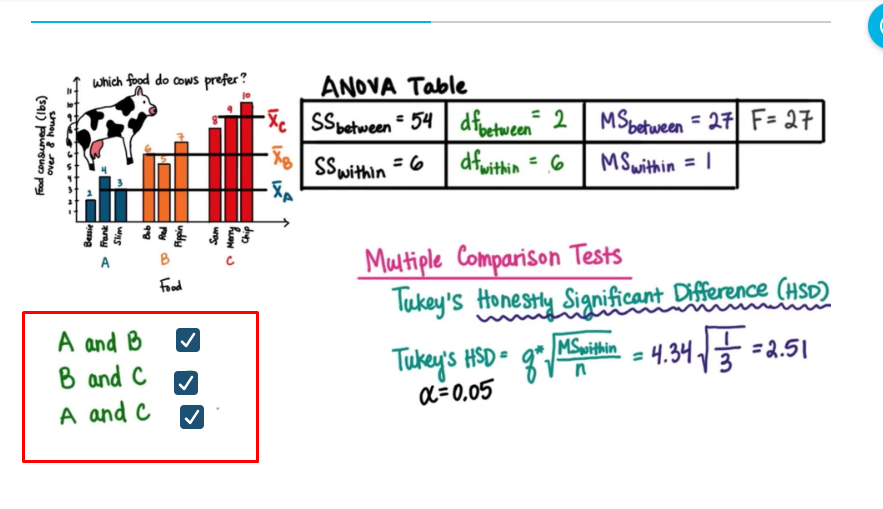 Which food do cows prefer?
Food consumed (lbs)
over 8 hours
11
10
9
8
7
6
5
4
3
2
1
2
4
3
6
5
7
8
9
10
X̄C
X̄B
X̄A
Bessie
Frank
Slim
Bob
Red
Pippin
Sam
Merry
Chip
A
B
C
Food
ANOVA Table
SSbetween = 54 dfbetween = 2 MSbetween = 27 F = 27
SSwithin = 6 dfwithin = 6 MSwithin = 1
Multiple Comparison Tests
Tukey's Honestly Significant Difference (HSD)
Tukey's HSD = q* √(MSwithin/n) = 4.34 √(1/3) = 2.51
α=0.05
A and B
B and C
A and C